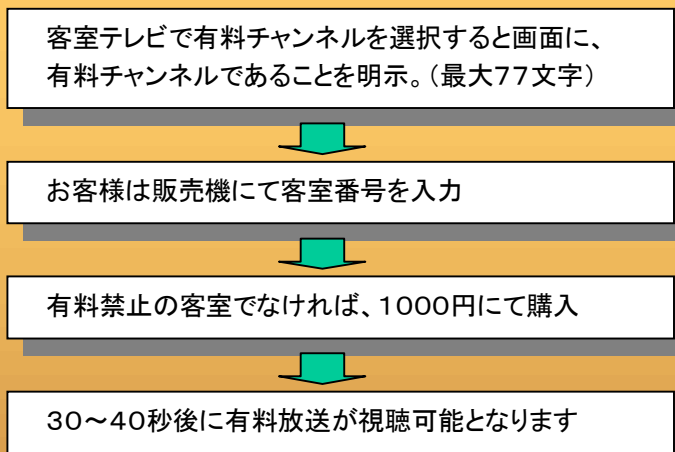 客室テレビで有料チャンネルを選択すると画面に、
有料チャンネルであることを明示。（最大７７文字）
お客様は販売機にて客室番号を入力
有料禁止の客室でなければ、１０００円にて購入
３０～４０秒後に有料放送が視聴可能となります